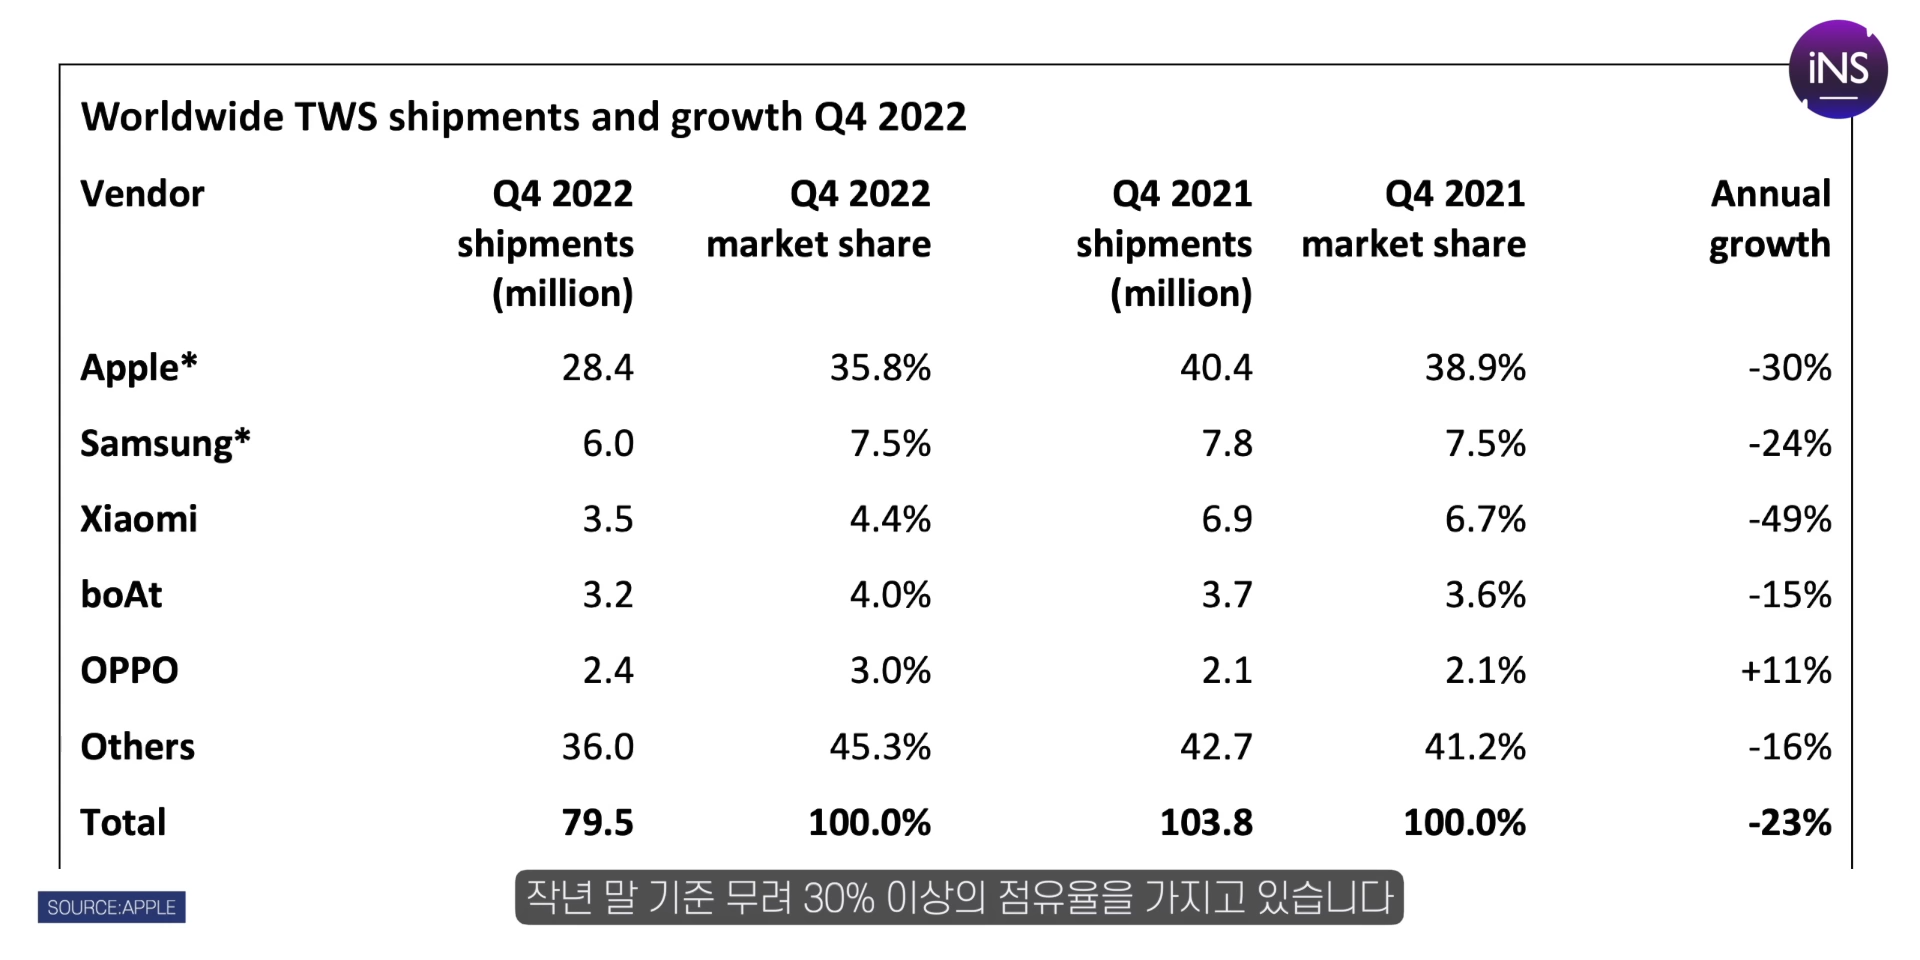 iNS
Worldwide TWS shipments and growth Q4 2022
Vendor Q4 2022 Q4 2022 Q4 2021 Q4 2021 Annual
shipments market share shipments market share growth
(million) (million)
Apple* 28.4 35.8% 40.4 38.9% -30%
Samsung* 6.0 7.5% 7.8 7.5% -24%
Xiaomi 3.5 4.4% 6.9 6.7% -49%
boAt 3.2 4.0% 3.7 3.6% -15%
OPPO 2.4 3.0% 2.1 2.1% +11%
Others 36.0 45.3% 42.7 41.2% -16%
Total 79.5 100.0% 103.8 100.0% -23%
작년 말 기준 무려 30% 이상의 점유율을 가지고 있습니다
SOURCE:APPLE